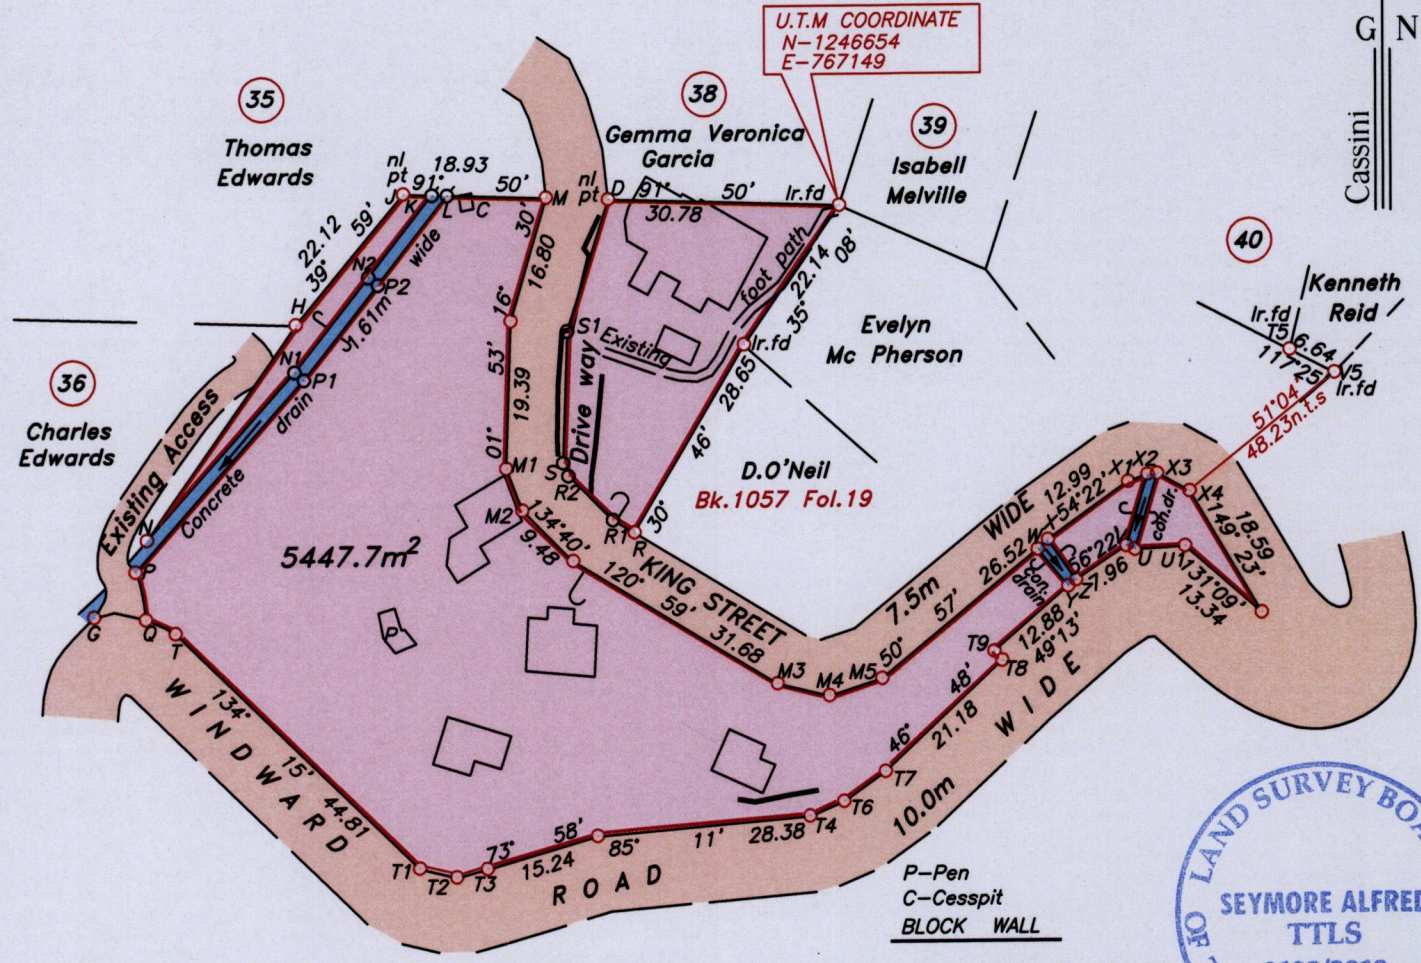 U.T.M COORDINATE
N-1246654
E-767149
G N
Cassini
35
Thomas
Edwards
38
Gemma Veronica
Garcia
39
Isabell
Melville
40
Kenneth
Reid
36
Charles
Edwards
Evelyn
Mc Pherson
D.O'Neil
Bk.1057 Fol.19
nl
pt
J
91°
18.93
50'
K
L
C
M
nl
pt
D
91°
50'
30.78
Ir.fd
22.12
39°
59'
H
N2
P2
wide
1.61m
N1
P1
drain
Concrete
Existing Access
N
P
G
Q
T
30'
16.80
16°
53'
19.39
01°
M1
M2
134°40'
9.48
S1
Drive way
S
R2
R1
R
Existing
foot path
08'
22.14
35°
Ir.fd
28.65
46'
30°
5447.7m²
P
KING STREET
120°
59'
31.68
M3
M4
M5
50°
57'
26.52
7.5m WIDE
W
54°22'
12.99
X1
X2
X3
X4
con.dr.
149°
23'
18.59
131°09'
13.34
U
V
U1
56°22'
7.96
Z
Y
con.
drain
12.88
49°13'
T9
T8
48'
21.18
46°
T7
T6
T4
28.38
11'
85°
58'
15.24
73°
T3
T2
T1
134°
15'
44.81
WINDWARD
ROAD
10.0m WIDE
Ir.fd
T5
6.64
117°25'
V5
Ir.fd
51°04'
48.23n.t.s
P-Pen
C-Cesspit
BLOCK WALL
OF LAND SURVEY BOA
SEYMORE ALFRED
TTLS